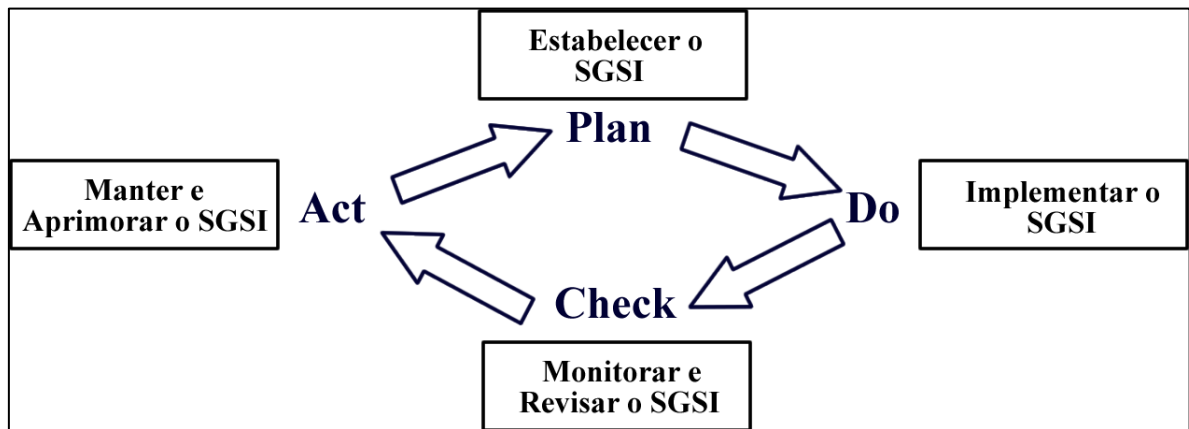 Estabelecer o
SGSI
Plan
Manter e
Aprimorar o SGSI
Act
Do
Implementar o
SGSI
Check
Monitorar e
Revisar o SGSI